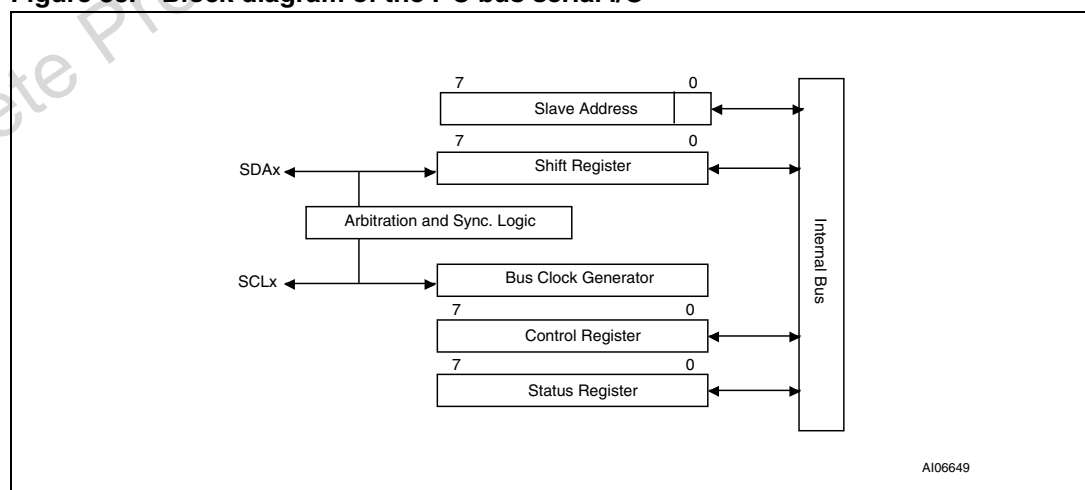 7 0
Slave Address
7 0
SDAx
Shift Register
Arbitration and Sync. Logic
SCLx
Bus Clock Generator
7 0
Control Register
7 0
Status Register
Internal Bus
AI06649